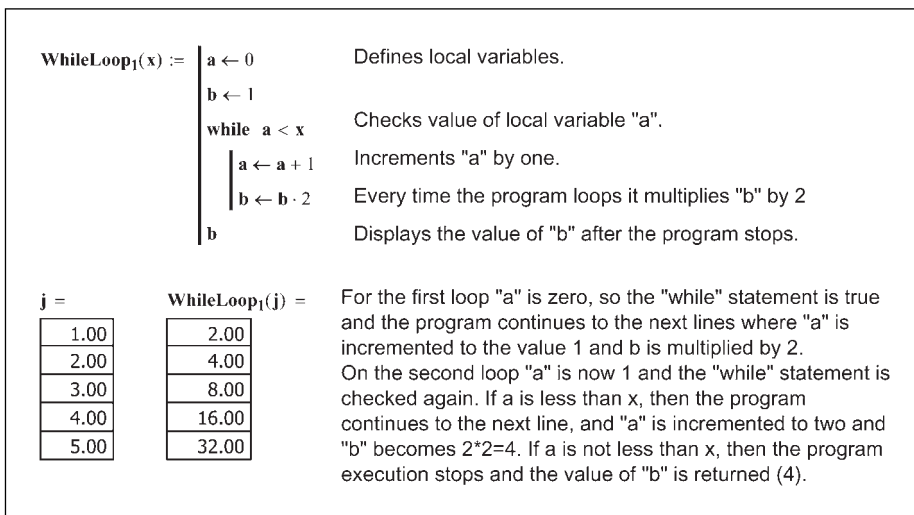 WhileLoop₁(x) := a ← 0 Defines local variables.
b ← 1
while a < x Checks value of local variable "a".
a ← a + 1 Increments "a" by one.
b ← b · 2 Every time the program loops it multiplies "b" by 2
b Displays the value of "b" after the program stops.
j = WhileLoop₁(j) =
1.00 2.00
2.00 4.00
3.00 8.00
4.00 16.00
5.00 32.00
For the first loop "a" is zero, so the "while" statement is true
and the program continues to the next lines where "a" is
incremented to the value 1 and b is multiplied by 2.
On the second loop "a" is now 1 and the "while" statement is
checked again. If a is less than x, then the program
continues to the next line, and "a" is incremented to two and
"b" becomes 2*2=4. If a is not less than x, then the program
execution stops and the value of "b" is returned (4).